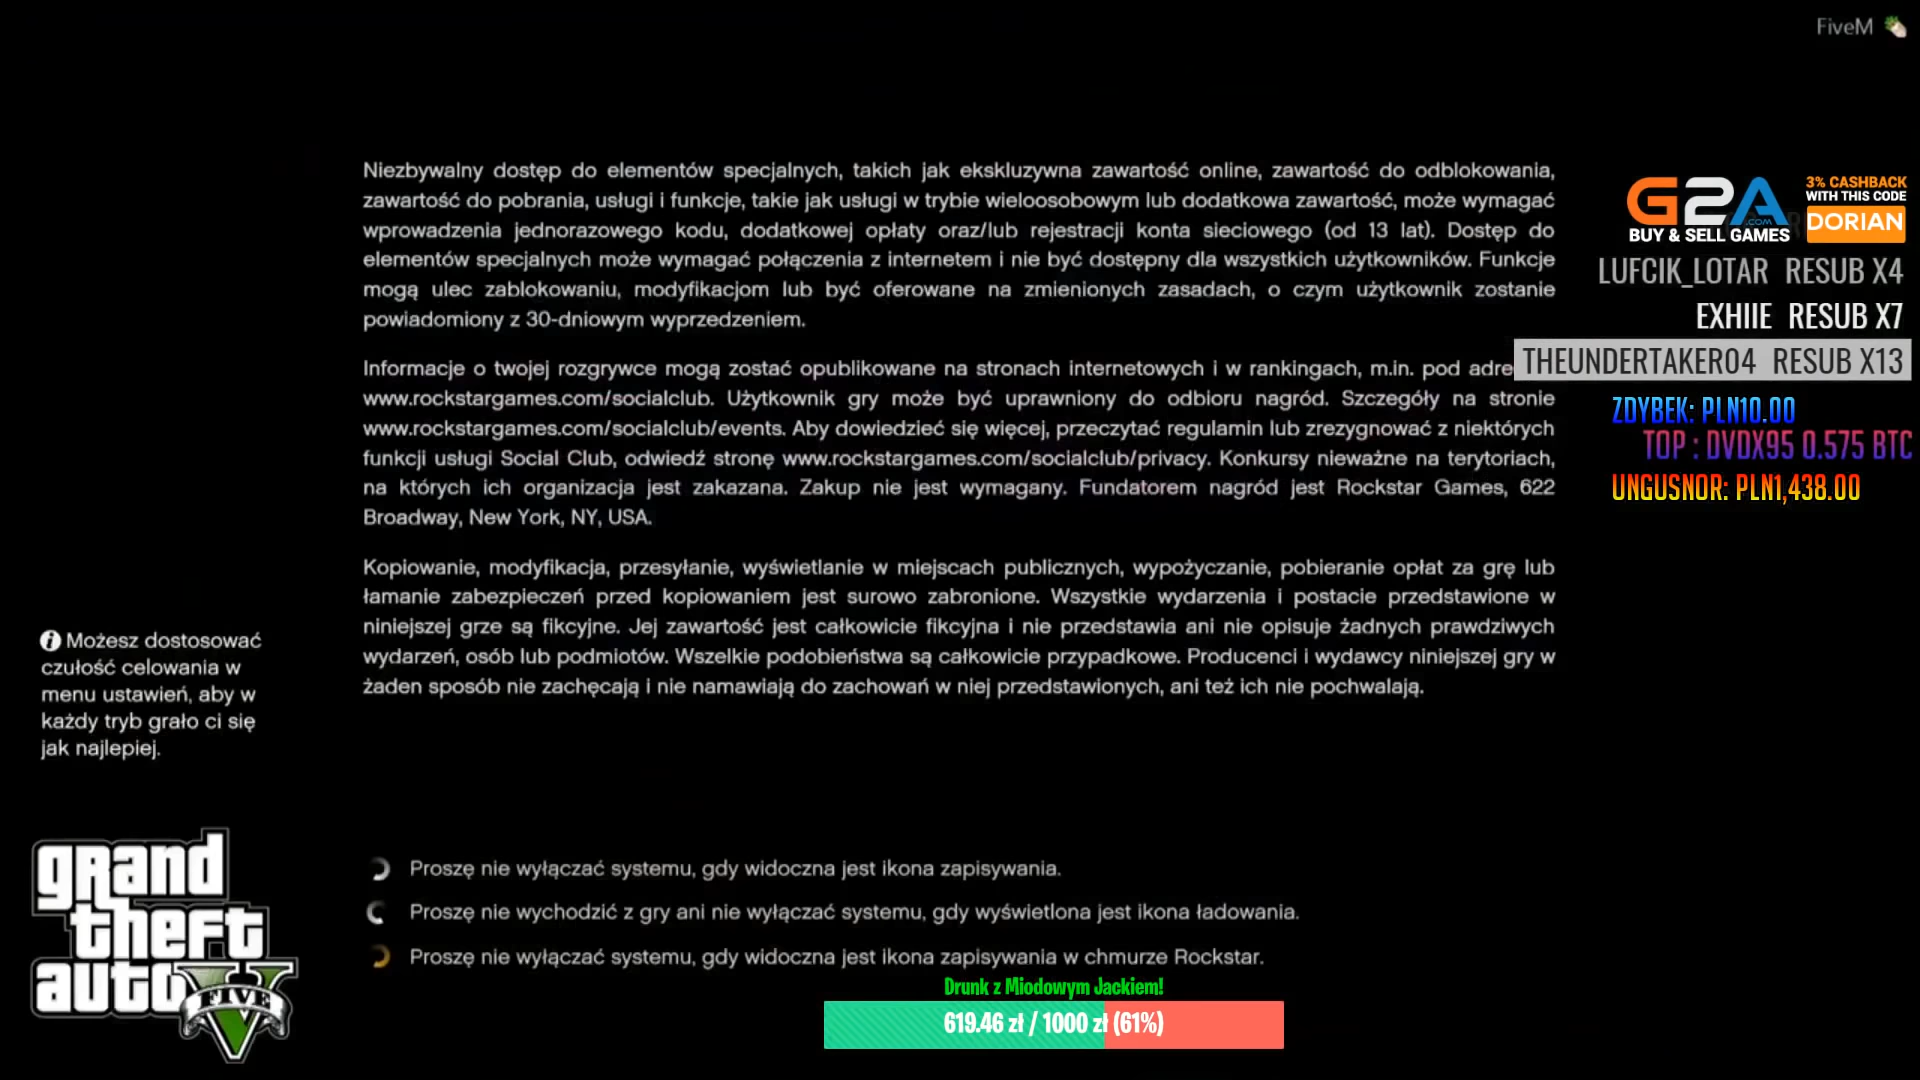 FiveM
Niezbywalny dostęp do elementów specjalnych, takich jak ekskluzywna zawartość online, zawartość do odblokowania,
zawartość do pobrania, usługi i funkcje, takie jak usługi w trybie wieloosobowym lub dodatkowa zawartość, może wymagać
wprowadzenia jednorazowego kodu, dodatkowej opłaty oraz/lub rejestracji konta sieciowego (od 13 lat). Dostęp do
elementów specjalnych może wymagać połączenia z internetem i nie być dostępny dla wszystkich użytkowników. Funkcje
mogą ulec zablokowaniu, modyfikacjom lub być oferowane na zmienionych zasadach, o czym użytkownik zostanie
powiadomiony z 30-dniowym wyprzedzeniem.
Informacje o twojej rozgrywce mogą zostać opublikowane na stronach internetowych i w rankingach, m.in. pod
www.rockstargames.com/socialclub. Użytkownik gry może być uprawniony do odbioru nagród. Szczegóły na stronie
www.rockstargames.com/socialclub/events. Aby dowiedzieć się więcej, przeczytać regulamin lub zrezygnować z niektórych
funkcji usługi Social Club, odwiedź stronę www.rockstargames.com/socialclub/privacy. Konkursy nieważne na terytoriach,
na których ich organizacja jest zakazana. Zakup nie jest wymagany. Fundatorem nagród jest Rockstar Games, 622
Broadway, New York, NY, USA.
Kopiowanie, modyfikacja, przesyłanie, wyświetlanie w miejscach publicznych, wypożyczanie, pobieranie opłat za grę lub
łamanie zabezpieczeń przed kopiowaniem jest surowo zabronione. Wszystkie wydarzenia i postacie przedstawione w
niniejszej grze są fikcyjne. Jej zawartość jest całkowicie fikcyjna i nie przedstawia ani nie opisuje żadnych prawdziwych
wydarzeń, osób lub podmiotów. Wszelkie podobieństwa są całkowicie przypadkowe. Producenci i wydawcy niniejszej gry w
żaden sposób nie zachęcają i nie namawiają do zachowań w niej przedstawionych, ani też ich nie pochwalają.
G2A.COM
BUY & SELL GAMES
3% CASHBACK
WITH THIS CODE
DORIAN
LUFCIK_LOTAR RESUB X4
EXHIIE RESUB X7
THEUNDERTAKER04 RESUB X13
ZDYBEK: PLN10.00
TOP : DVDX95 0.575 BTC
UNGUSNOR: PLN1,438.00
Możesz dostosować
czułość celowania w
menu ustawień, aby w
każdy tryb grało ci się
jak najlepiej.
grand
theft
auto V
FIVE
Proszę nie wyłączać systemu, gdy widoczna jest ikona zapisywania.
Proszę nie wychodzić z gry ani nie wyłączać systemu, gdy wyświetlona jest ikona ładowania.
Proszę nie wyłączać systemu, gdy widoczna jest ikona zapisywania w chmurze Rockstar.
Drunk z Miodowym Jackiem!
619.46 zł / 1000 zł (61%)